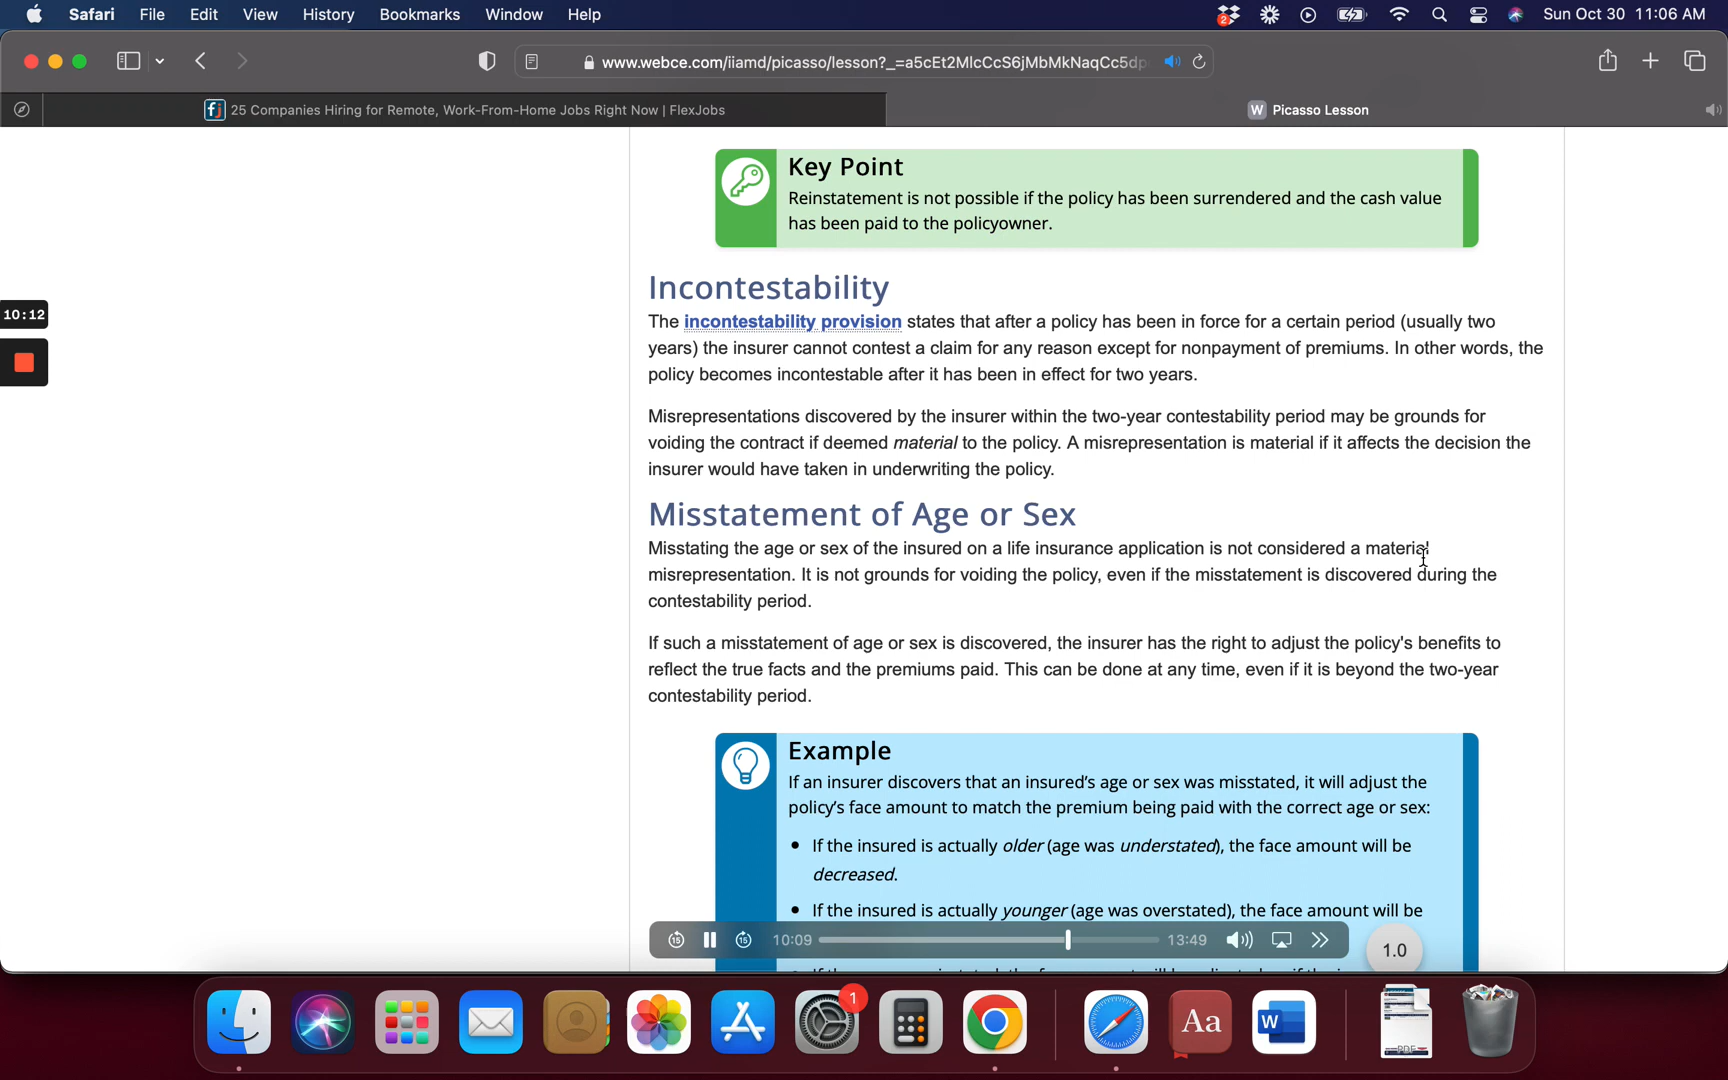 Safari File Edit View History Bookmarks Window Help 2 Sun Oct 30 11:06 AM
www.webce.com/iiamd/picasso/lesson?_=a5cEt2MlcCcS6jMbMkNaqCc5dp
fj 25 Companies Hiring for Remote, Work-From-Home Jobs Right Now | FlexJobs W Picasso Lesson
Key Point
Reinstatement is not possible if the policy has been surrendered and the cash value
has been paid to the policyowner.
Incontestability
10:12
The incontestability provision states that after a policy has been in force for a certain period (usually two
years) the insurer cannot contest a claim for any reason except for nonpayment of premiums. In other words, the
policy becomes incontestable after it has been in effect for two years.
Misrepresentations discovered by the insurer within the two-year contestability period may be grounds for
voiding the contract if deemed material to the policy. A misrepresentation is material if it affects the decision the
insurer would have taken in underwriting the policy.
Misstatement of Age or Sex
Misstating the age or sex of the insured on a life insurance application is not considered a material
misrepresentation. It is not grounds for voiding the policy, even if the misstatement is discovered during the
contestability period.
If such a misstatement of age or sex is discovered, the insurer has the right to adjust the policy's benefits to
reflect the true facts and the premiums paid. This can be done at any time, even if it is beyond the two-year
contestability period.
Example
If an insurer discovers that an insured's age or sex was misstated, it will adjust the
policy's face amount to match the premium being paid with the correct age or sex:
• If the insured is actually older (age was understated), the face amount will be
decreased.
• If the insured is actually younger (age was overstated), the face amount will be
15 15 10:09 13:49 1.0
1 Aa W PDF